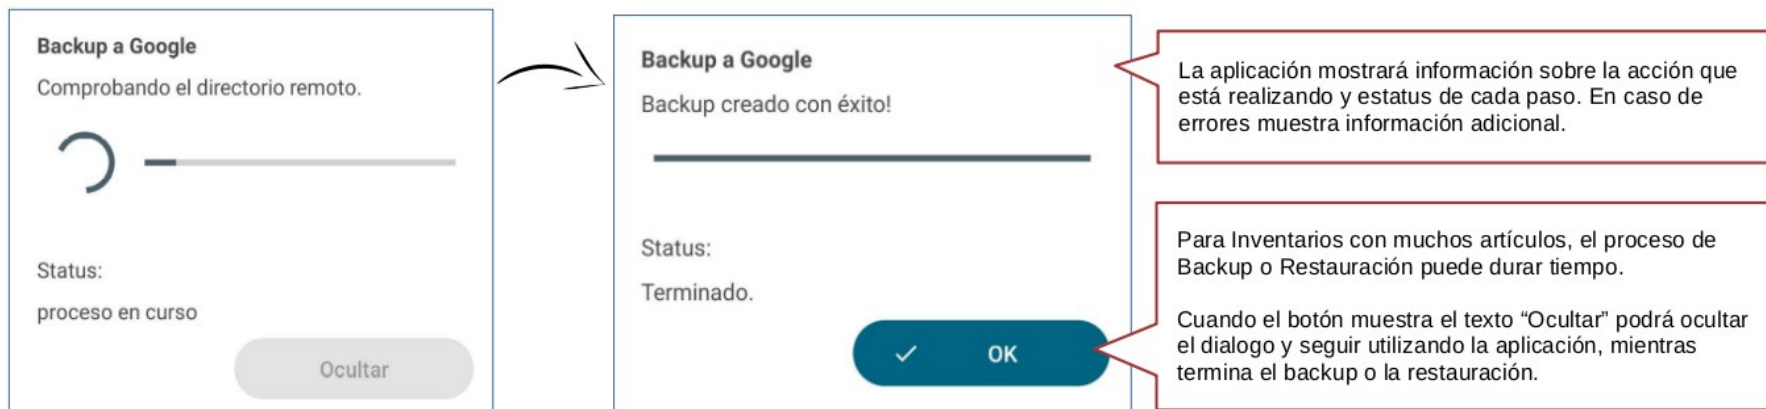 Backup a Google
Comprobando el directorio remoto.
Status:
proceso en curso
Ocultar
Backup a Google
Backup creado con éxito!
Status:
Terminado.
OK
La aplicación mostrará información sobre la acción que
está realizando y estatus de cada paso. En caso de
errores muestra información adicional.
Para Inventarios con muchos artículos, el proceso de
Backup o Restauración puede durar tiempo.
Cuando el botón muestra el texto “Ocultar” podrá ocultar
el dialogo y seguir utilizando la aplicación, mientras
termina el backup o la restauración.